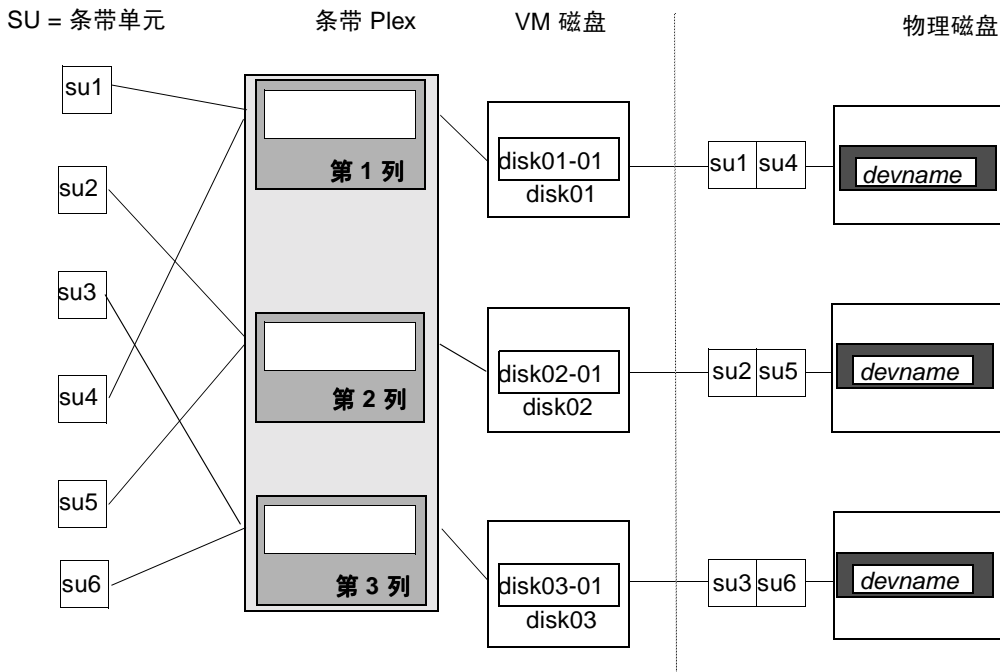 SU = 条带单元
条带 Plex
VM 磁盘
物理磁盘
su1
su2
su3
su4
su5
su6
第 1 列
第 2 列
第 3 列
disk01-01
disk01
disk02-01
disk02
disk03-01
disk03
su1 su4
devname
su2 su5
devname
su3 su6
devname